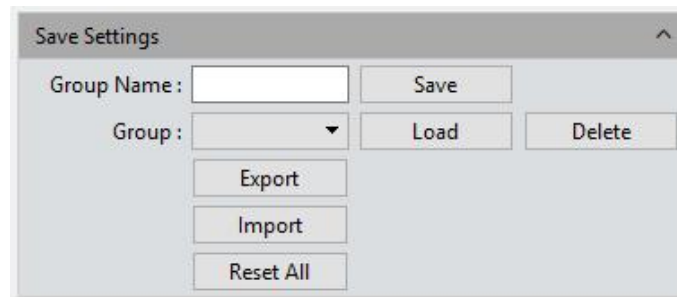 Save Settings
Group Name : Save
Group : Load Delete
Export
Import
Reset All